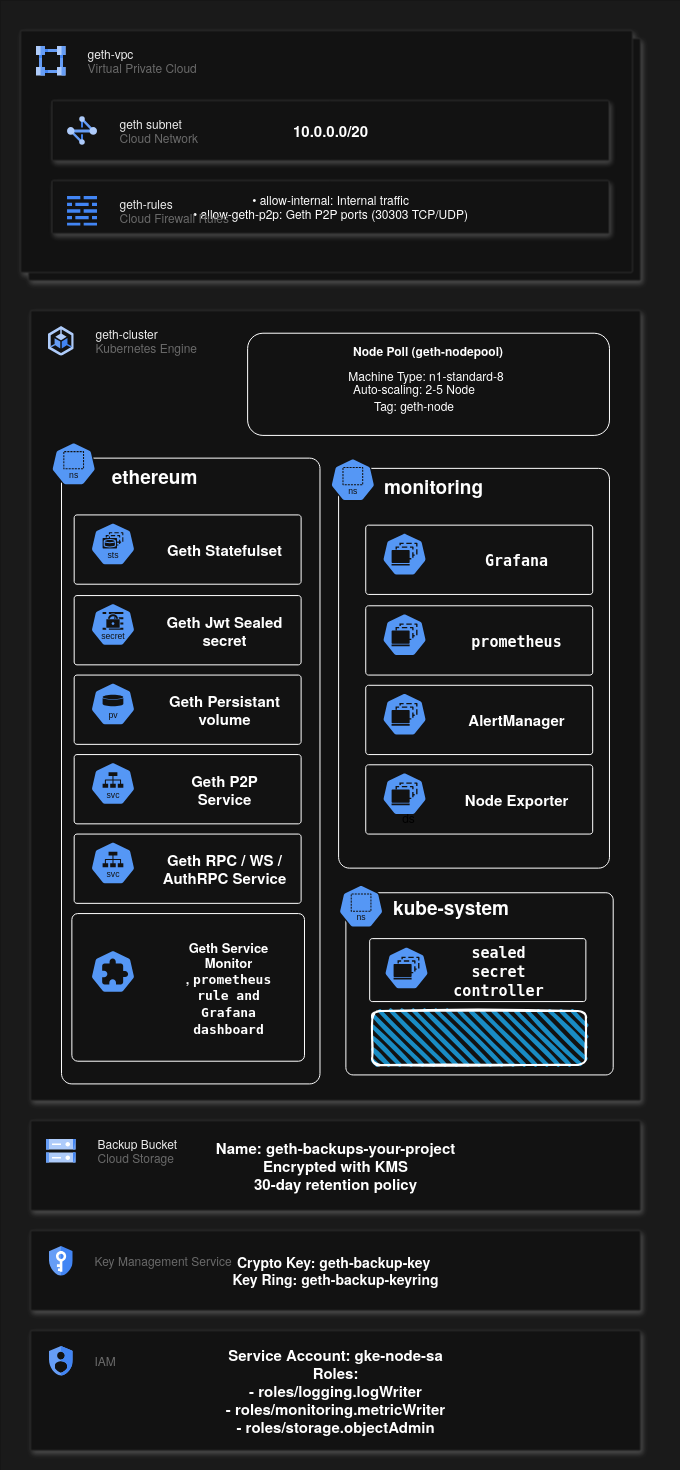 geth-vpc
Virtual Private Cloud
geth subnet
Cloud Network
10.0.0.0/20
geth-rules
Cloud Firewall Rules
• allow-internal: Internal traffic
• allow-geth-p2p: Geth P2P ports (30303 TCP/UDP)
geth-cluster
Kubernetes Engine
Node Poll (geth-nodepool)
Machine Type: n1-standard-8
Auto-scaling: 2-5 Node
Tag: geth-node
ns
ethereum
sts
Geth Statefulset
secret
Geth Jwt Sealed
secret
pv
Geth Persistant
volume
svc
Geth P2P
Service
svc
Geth RPC / WS /
AuthRPC Service
Geth Service
Monitor
, prometheus
rule and
Grafana
dashboard
ns
monitoring
Grafana
prometheus
AlertManager
Node Exporter
ns
kube-system
sealed
secret
controller
Backup Bucket
Cloud Storage
Name: geth-backups-your-project
Encrypted with KMS
30-day retention policy
Key Management Service
Crypto Key: geth-backup-key
Key Ring: geth-backup-keyring
IAM
Service Account: gke-node-sa
Roles:
- roles/logging.logWriter
- roles/monitoring.metricWriter
- roles/storage.objectAdmin